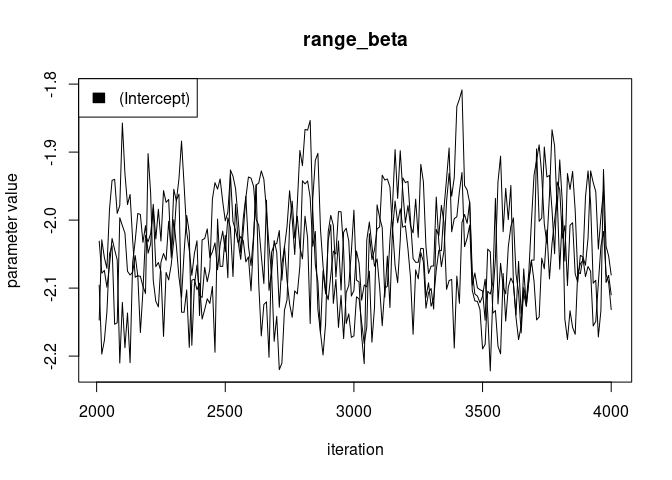 range_beta
(Intercept)
parameter value
-1.8
-1.9
-2.0
-2.1
-2.2
2000 2500 3000 3500 4000
iteration